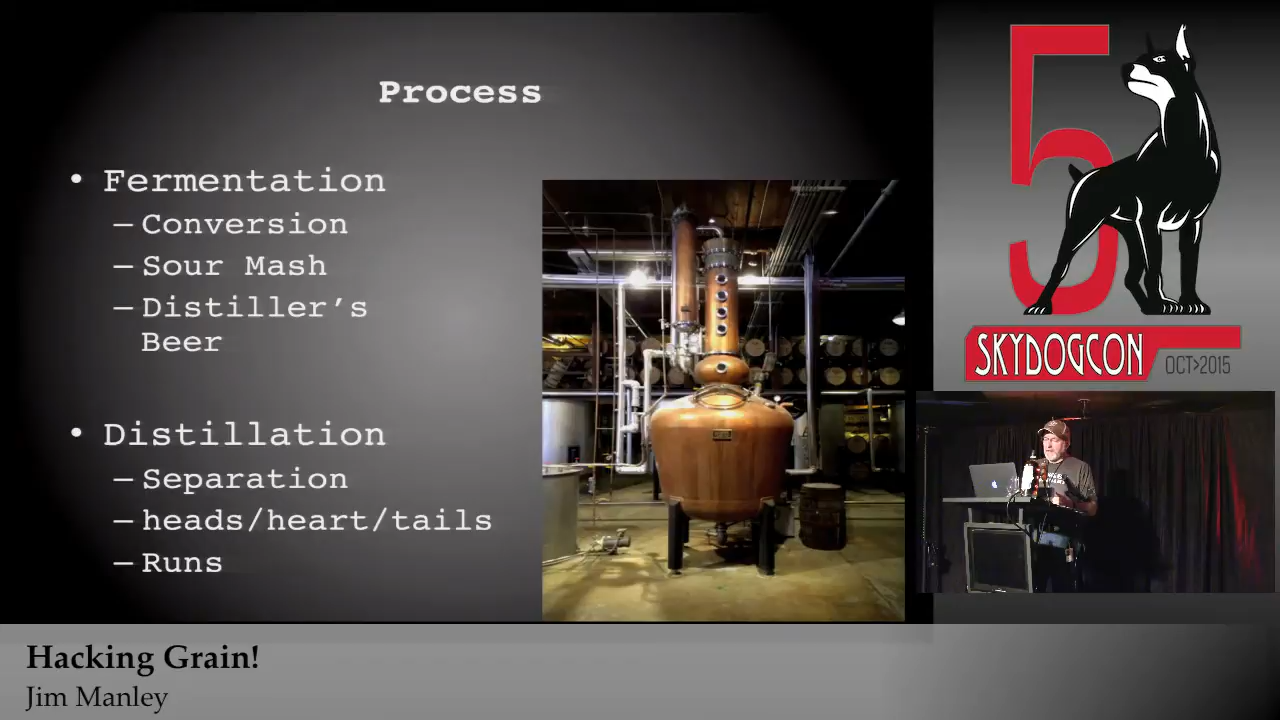 Process
• Fermentation
– Conversion
– Sour Mash
– Distiller’s
Beer
• Distillation
– Separation
– heads/heart/tails
– Runs
5
SKYDOGCON
OCT>2015
Hacking Grain!
Jim Manley